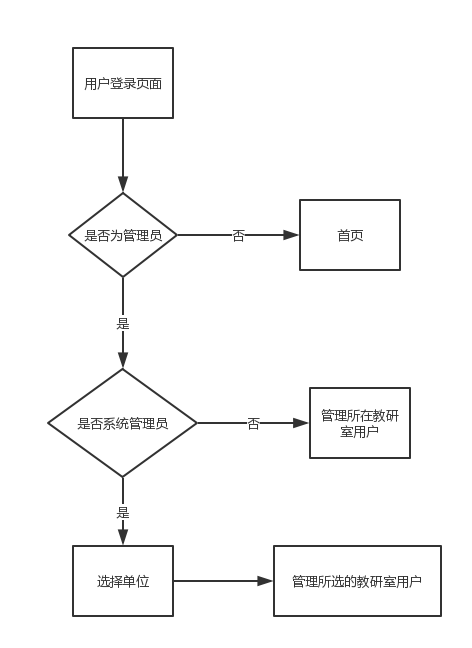 用户登录页面
是否为管理员
否
首页
是
是否系统管理员
否
管理所在教研
室用户
是
选择单位
管理所选的教研室用户